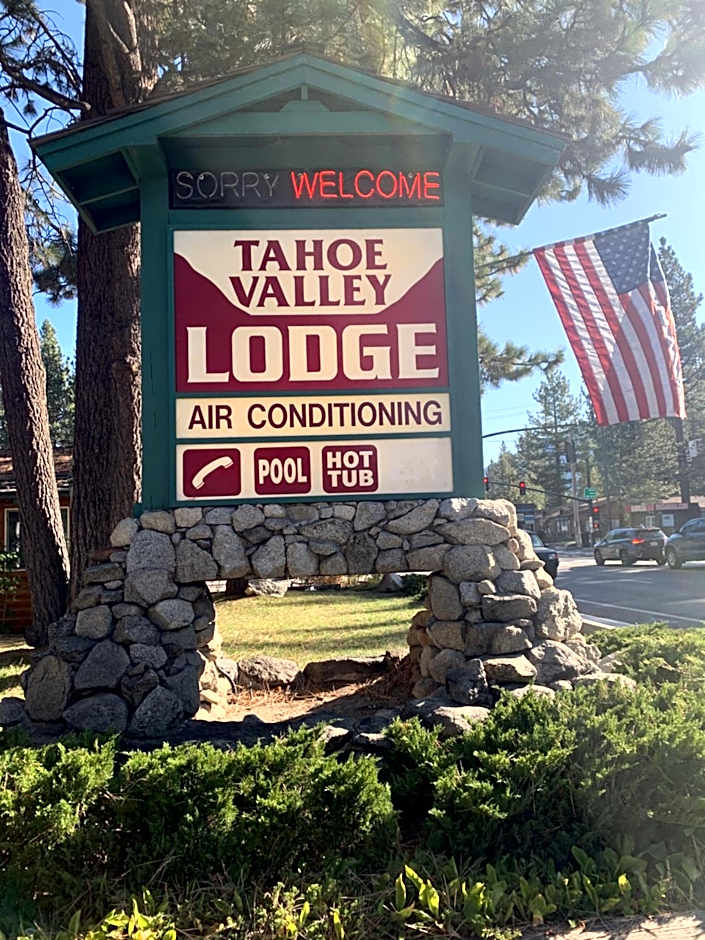 SORRY WELCOME
TAHOE
VALLEY
LODGE
AIR CONDITIONING
POOL
HOT
TUB